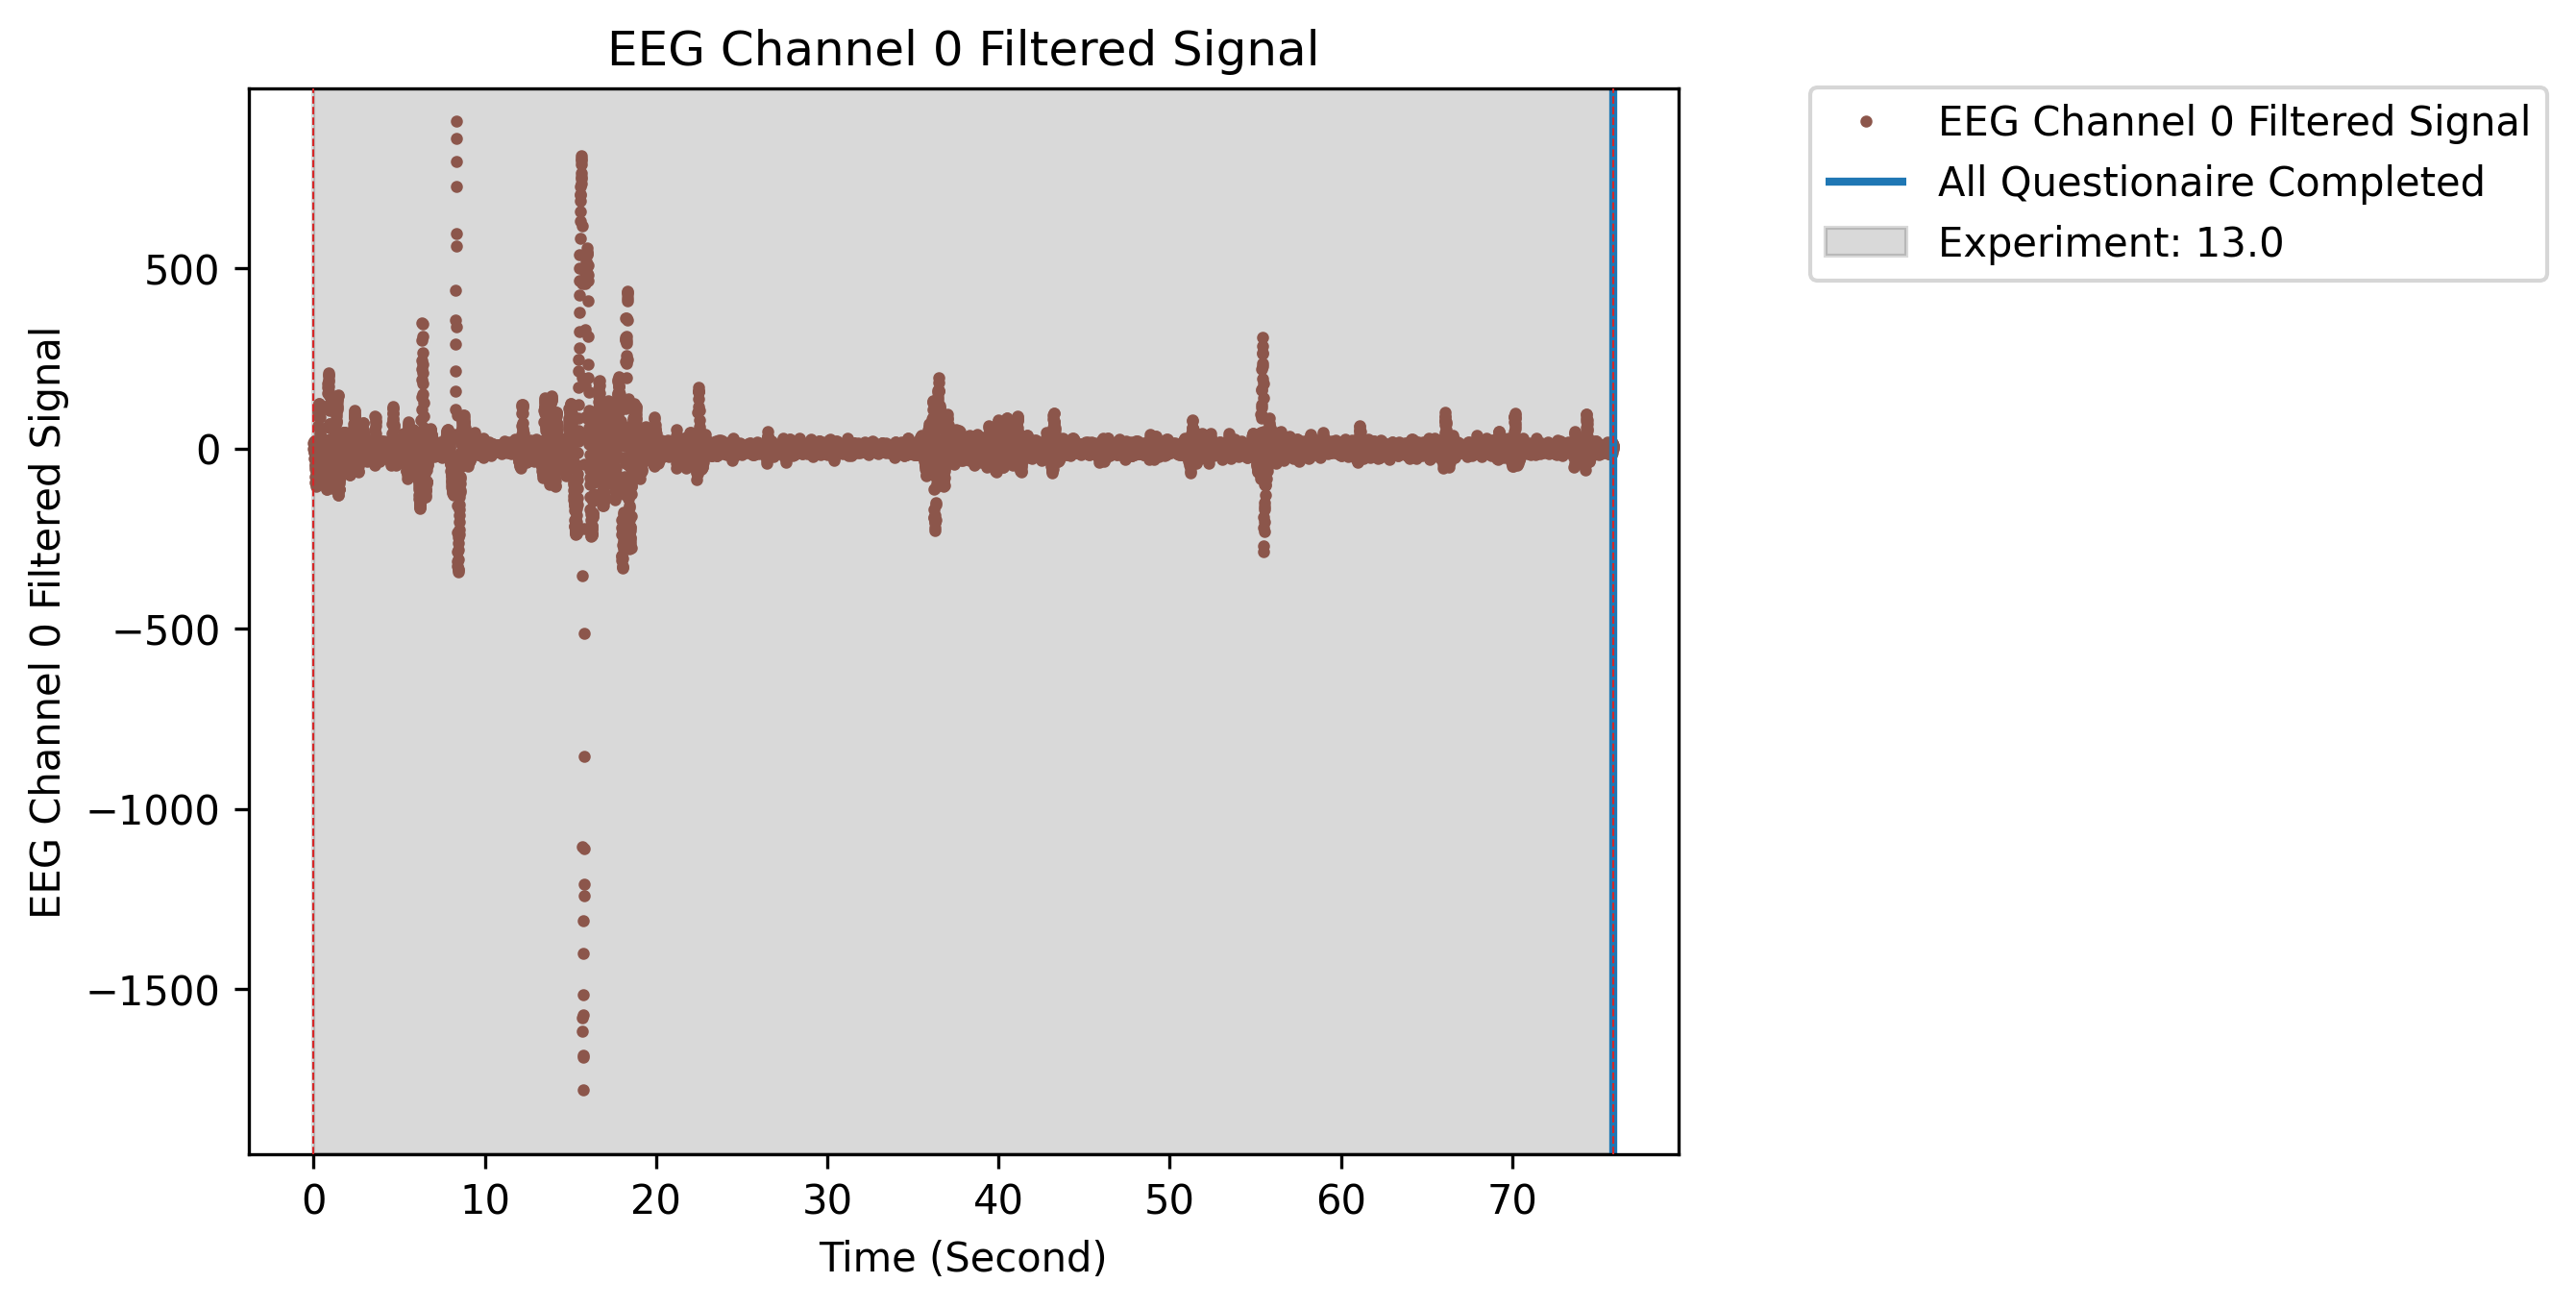 EEG Channel 0 Filtered Signal
EEG Channel 0 Filtered Signal
All Questionaire Completed
Experiment: 13.0
EEG Channel 0 Filtered Signal
500
0
−500
−1000
−1500
0 10 20 30 40 50 60 70
Time (Second)